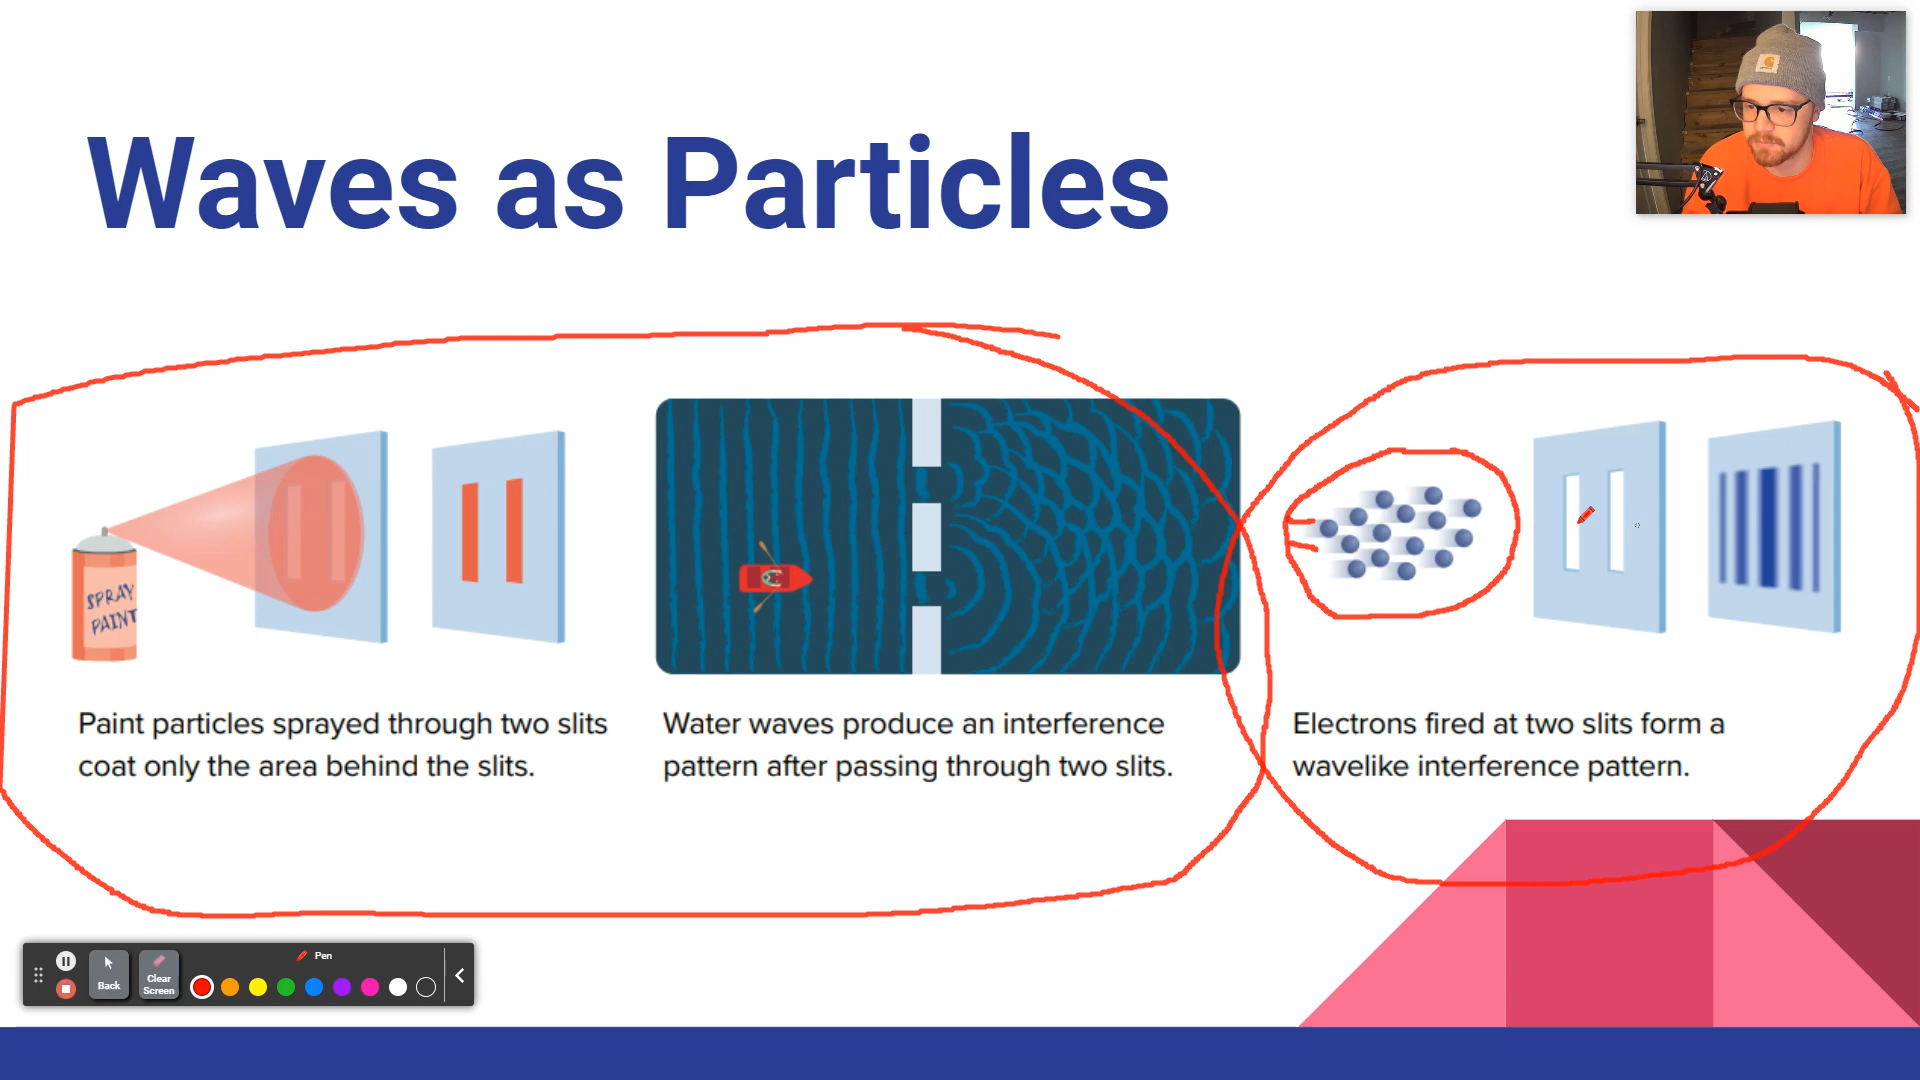 Waves as Particles
SPRAY
PAINT
Paint particles sprayed through two slits
coat only the area behind the slits.
Water waves produce an interference
pattern after passing through two slits.
Electrons fired at two slits form a
wavelike interference pattern.
Pen
Back
Clear
Screen